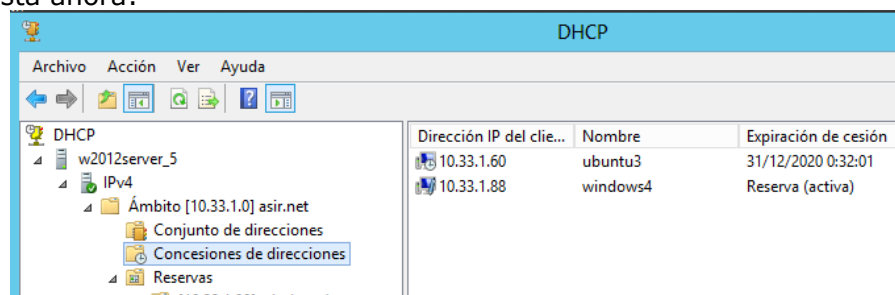 está ahora?
DHCP
Archivo Acción Ver Ayuda
DHCP
w2012server_5
IPv4
Ámbito [10.33.1.0] asir.net
Conjunto de direcciones
Concesiones de direcciones
Reservas
Dirección IP del clie... Nombre Expiración de cesión
10.33.1.60 ubuntu3 31/12/2020 0:32:01
10.33.1.88 windows4 Reserva (activa)